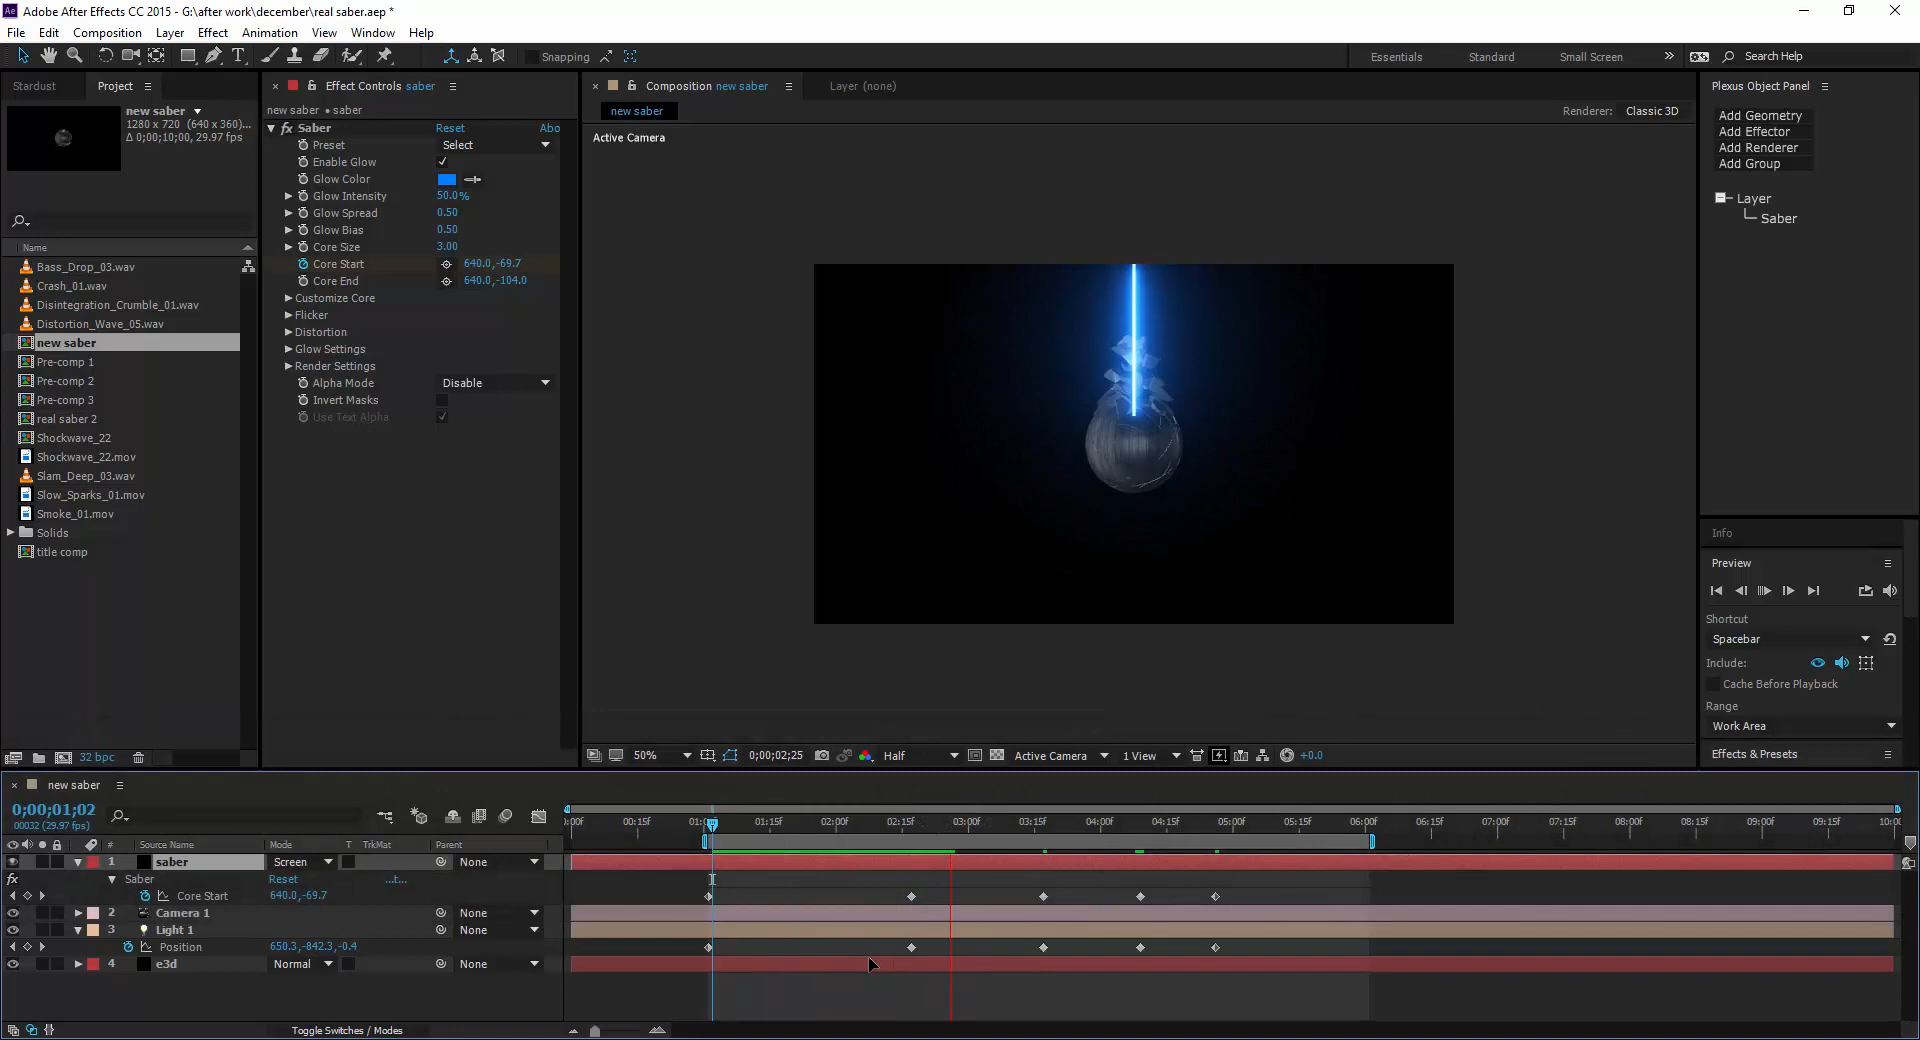 Ae Adobe After Effects CC 2015 - G:\after work\december\real saber.aep *
File Edit Composition Layer Effect Animation View Window Help
T Snapping Essentials Standard Small Screen Search Help
Stardust Project
new saber
1280 x 720 (640 x 360)...
Δ 0;00;10;00, 29.97 fps
Name
Bass_Drop_03.wav
Crash_01.wav
Disintegration_Crumble_01.wav
Distortion_Wave_05.wav
new saber
Pre-comp 1
Pre-comp 2
Pre-comp 3
real saber 2
Shockwave_22
Shockwave_22.mov
Slam_Deep_03.wav
Slow_Sparks_01.mov
Smoke_01.mov
Solids
title comp
32 bpc
Effect Controls saber
new saber • saber
fx Saber Reset Abo
Preset Select
Enable Glow
Glow Color
Glow Intensity 50.0%
Glow Spread 0.50
Glow Bias 0.50
Core Size 3.00
Core Start 640.0,-69.7
Core End 640.0,-104.0
Customize Core
Flicker
Distortion
Glow Settings
Render Settings
Alpha Mode Disable
Invert Masks
Use Text Alpha
Composition new saber Layer (none)
new saber Renderer: Classic 3D
Active Camera
50% 0;00;02;25 Half Active Camera 1 View +0.0
Plexus Object Panel
Add Geometry
Add Effector
Add Renderer
Add Group
Layer
Saber
Info
Preview
Shortcut
Spacebar
Include:
Cache Before Playback
Range
Work Area
Effects & Presets
new saber
0;00;01;02
00032 (29.97 fps)
:00f 00:15f 01:0 01:15f 02:00f 02:15f 03:00f 03:15f 04:00f 04:15f 05:00f 05:15f 06:00f 06:15f 07:00f 07:15f 08:00f 08:15f 09:00f 09:15f 10:00
# Source Name Mode T TrkMat Parent
1 saber Screen None
fx Saber Reset ...t...
Core Start 640.0,-69.7
2 Camera 1 None
3 Light 1 None
Position 650.3,-842.3,-0.4
4 e3d Normal None
Toggle Switches / Modes